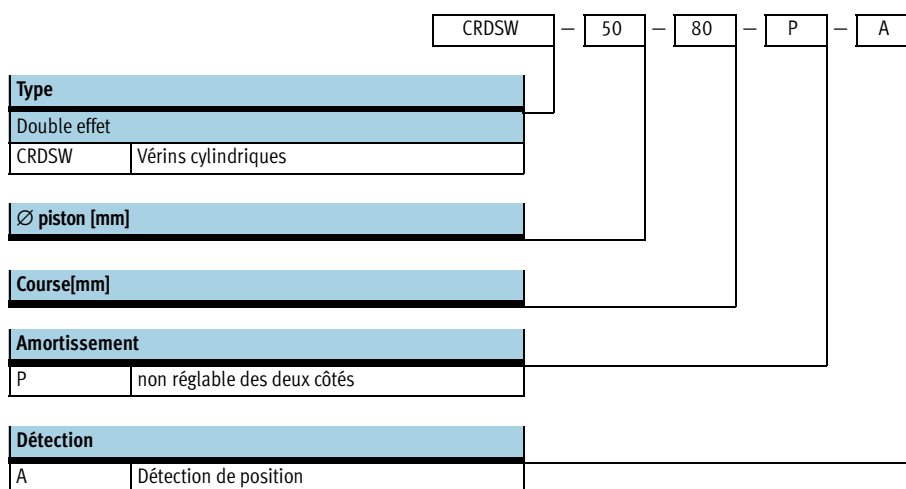 CRDSW – 50 – 80 – P – A
Type
Double effet
CRDSW Vérins cylindriques
∅ piston [mm]
Course[mm]
Amortissement
P non réglable des deux côtés
Détection
A Détection de position